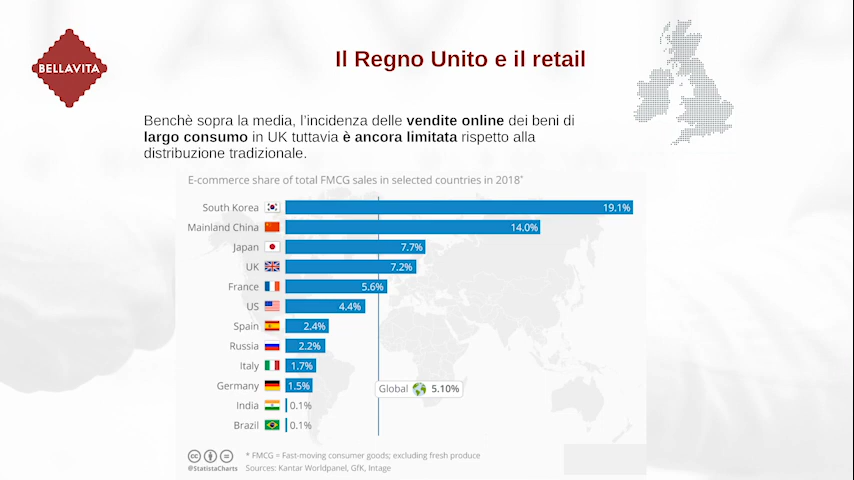 BELLAVITA
Il Regno Unito e il retail
Benchè sopra la media, l'incidenza delle vendite online dei beni di
largo consumo in UK tuttavia è ancora limitata rispetto alla
distribuzione tradizionale.
E-commerce share of total FMCG sales in selected countries in 2018*
South Korea 19.1%
Mainland China 14.0%
Japan 7.7%
UK 7.2%
France 5.6%
US 4.4%
Spain 2.4%
Russia 2.2%
Italy 1.7%
Germany 1.5%
Global 5.10%
India 0.1%
Brazil 0.1%
* FMCG = Fast-moving consumer goods; excluding fresh produce
@StatistaCharts Sources: Kantar Worldpanel, GfK, Intage